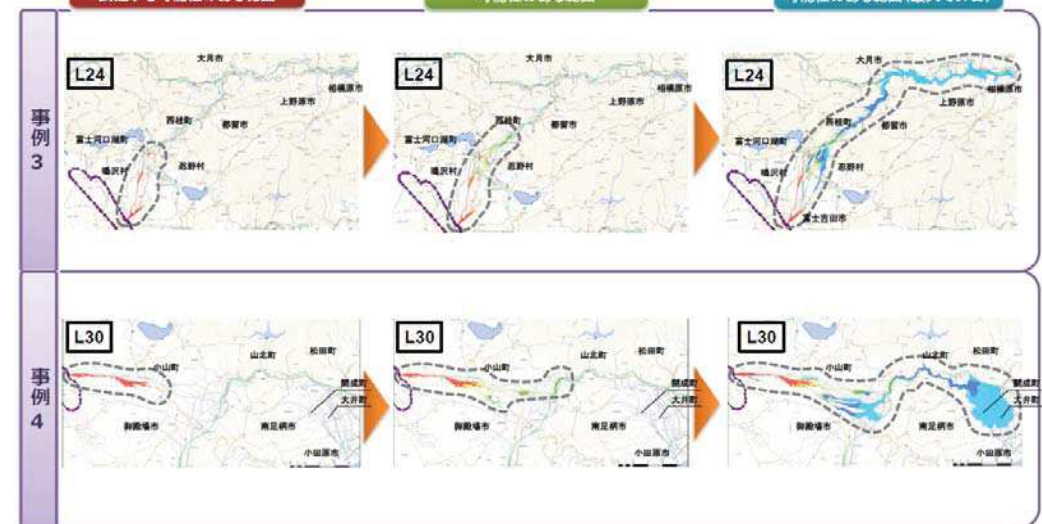 事例3
L24
大月市
相模原市
上野原市
西桂町
都留市
富士河口湖町
忍野村
鳴沢村
L24
大月市
相模原市
上野原市
西桂町
都留市
富士河口湖町
忍野村
鳴沢村
L24
大月市
相模原市
上野原市
西桂町
都留市
富士河口湖町
忍野村
鳴沢村
富士吉田市
事例4
L30
小山町
山北町
松田町
開成町
大井町
御殿場市
南足柄市
小田原市
L30
小山町
山北町
松田町
開成町
大井町
御殿場市
南足柄市
小田原市
L30
小山町
山北町
松田町
開成町
大井町
御殿場市
南足柄市
小田原市